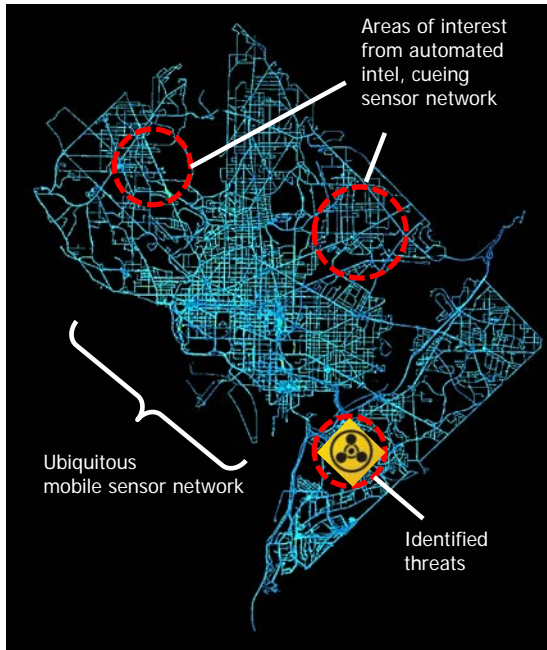 Areas of interest
from automated
intel, cueing
sensor network
Ubiquitous
mobile sensor network
Identified
threats